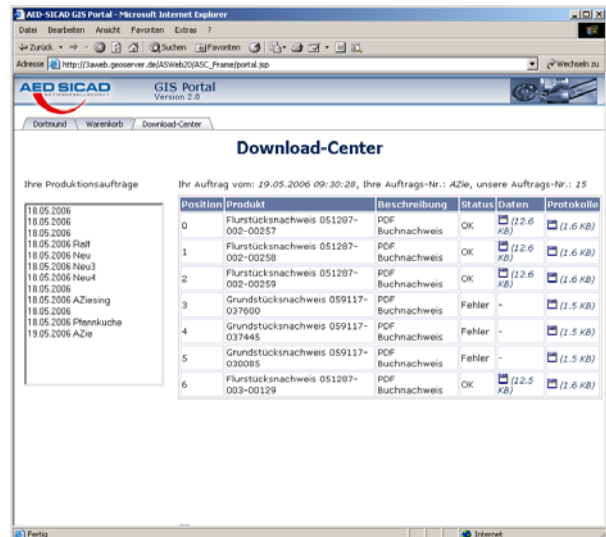 AED-SICAD GIS Portal - Microsoft Internet Explorer
Datei Bearbeiten Ansicht Favoriten Extras ?
Zurück Suchen Favoriten
Adresse http://3aweb.geoserver.de/ASWeb20/ASC_Frame/portal.jsp Wechseln zu
AED SICAD GIS Portal
AKTIENGESELLSCHAFT Version 2.0
Dortmund Warenkorb Download-Center
Download-Center
Ihre Produktionsaufträge
Ihr Auftrag vom: 19.05.2006 09:30:28, Ihre Auftrags-Nr.: AZie, unsere Auftrags-Nr.: 15
18.05.2006
18.05.2006
18.05.2006
18.05.2006 Ralf
18.05.2006 Neu
18.05.2006 Neu3
18.05.2006 Neu4
18.05.2006
18.05.2006 AZiesing
18.05.2006
18.05.2006 Pfannkuche
19.05.2006 AZie
Position Produkt Beschreibung Status Daten Protokolle
0 Flurstücksnachweis 051287-002-00257 PDF Buchnachweis OK (12.6 KB) (1.6 KB)
1 Flurstücksnachweis 051287-002-00258 PDF Buchnachweis OK (12.6 KB) (1.6 KB)
2 Flurstücksnachweis 051287-002-00259 PDF Buchnachweis OK (12.6 KB) (1.6 KB)
3 Grundstücksnachweis 059117-037600 PDF Buchnachweis Fehler - (1.5 KB)
4 Grundstücksnachweis 059117-037445 PDF Buchnachweis Fehler - (1.5 KB)
5 Grundstücksnachweis 059117-030085 PDF Buchnachweis Fehler - (1.5 KB)
6 Flurstücksnachweis 051287-003-00129 PDF Buchnachweis OK (12.5 KB) (1.6 KB)
Fertig Internet